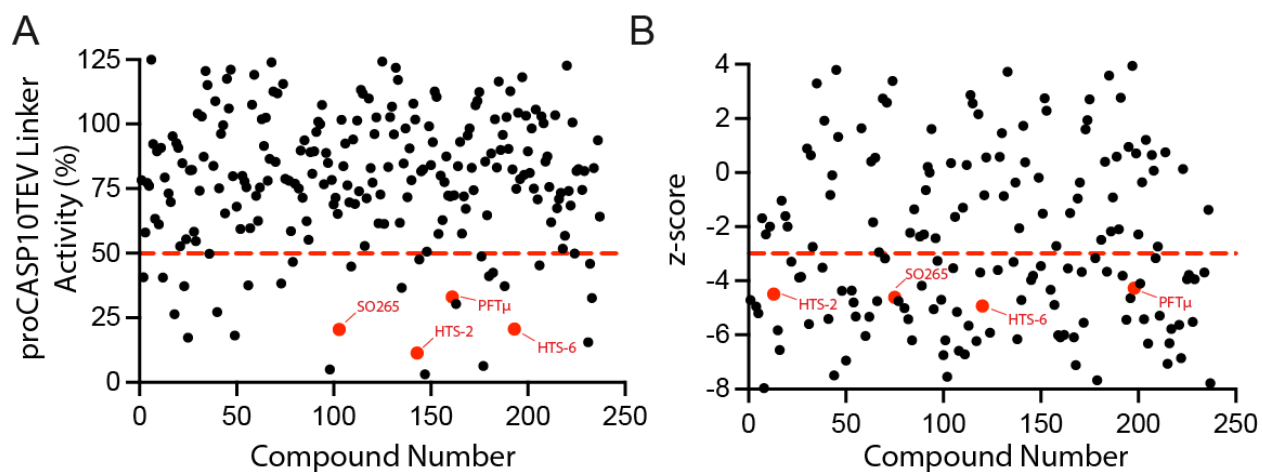 A
proCASP10TEV Linker
Activity (%)
125
100
75
50
25
0
SO265
PFTμ
HTS-2
HTS-6
0 50 100 150 200 250
Compound Number
B
z-score
4
2
0
-2
-4
-6
-8
SO265
HTS-2
HTS-6
PFTμ
0 50 100 150 200 250
Compound Number